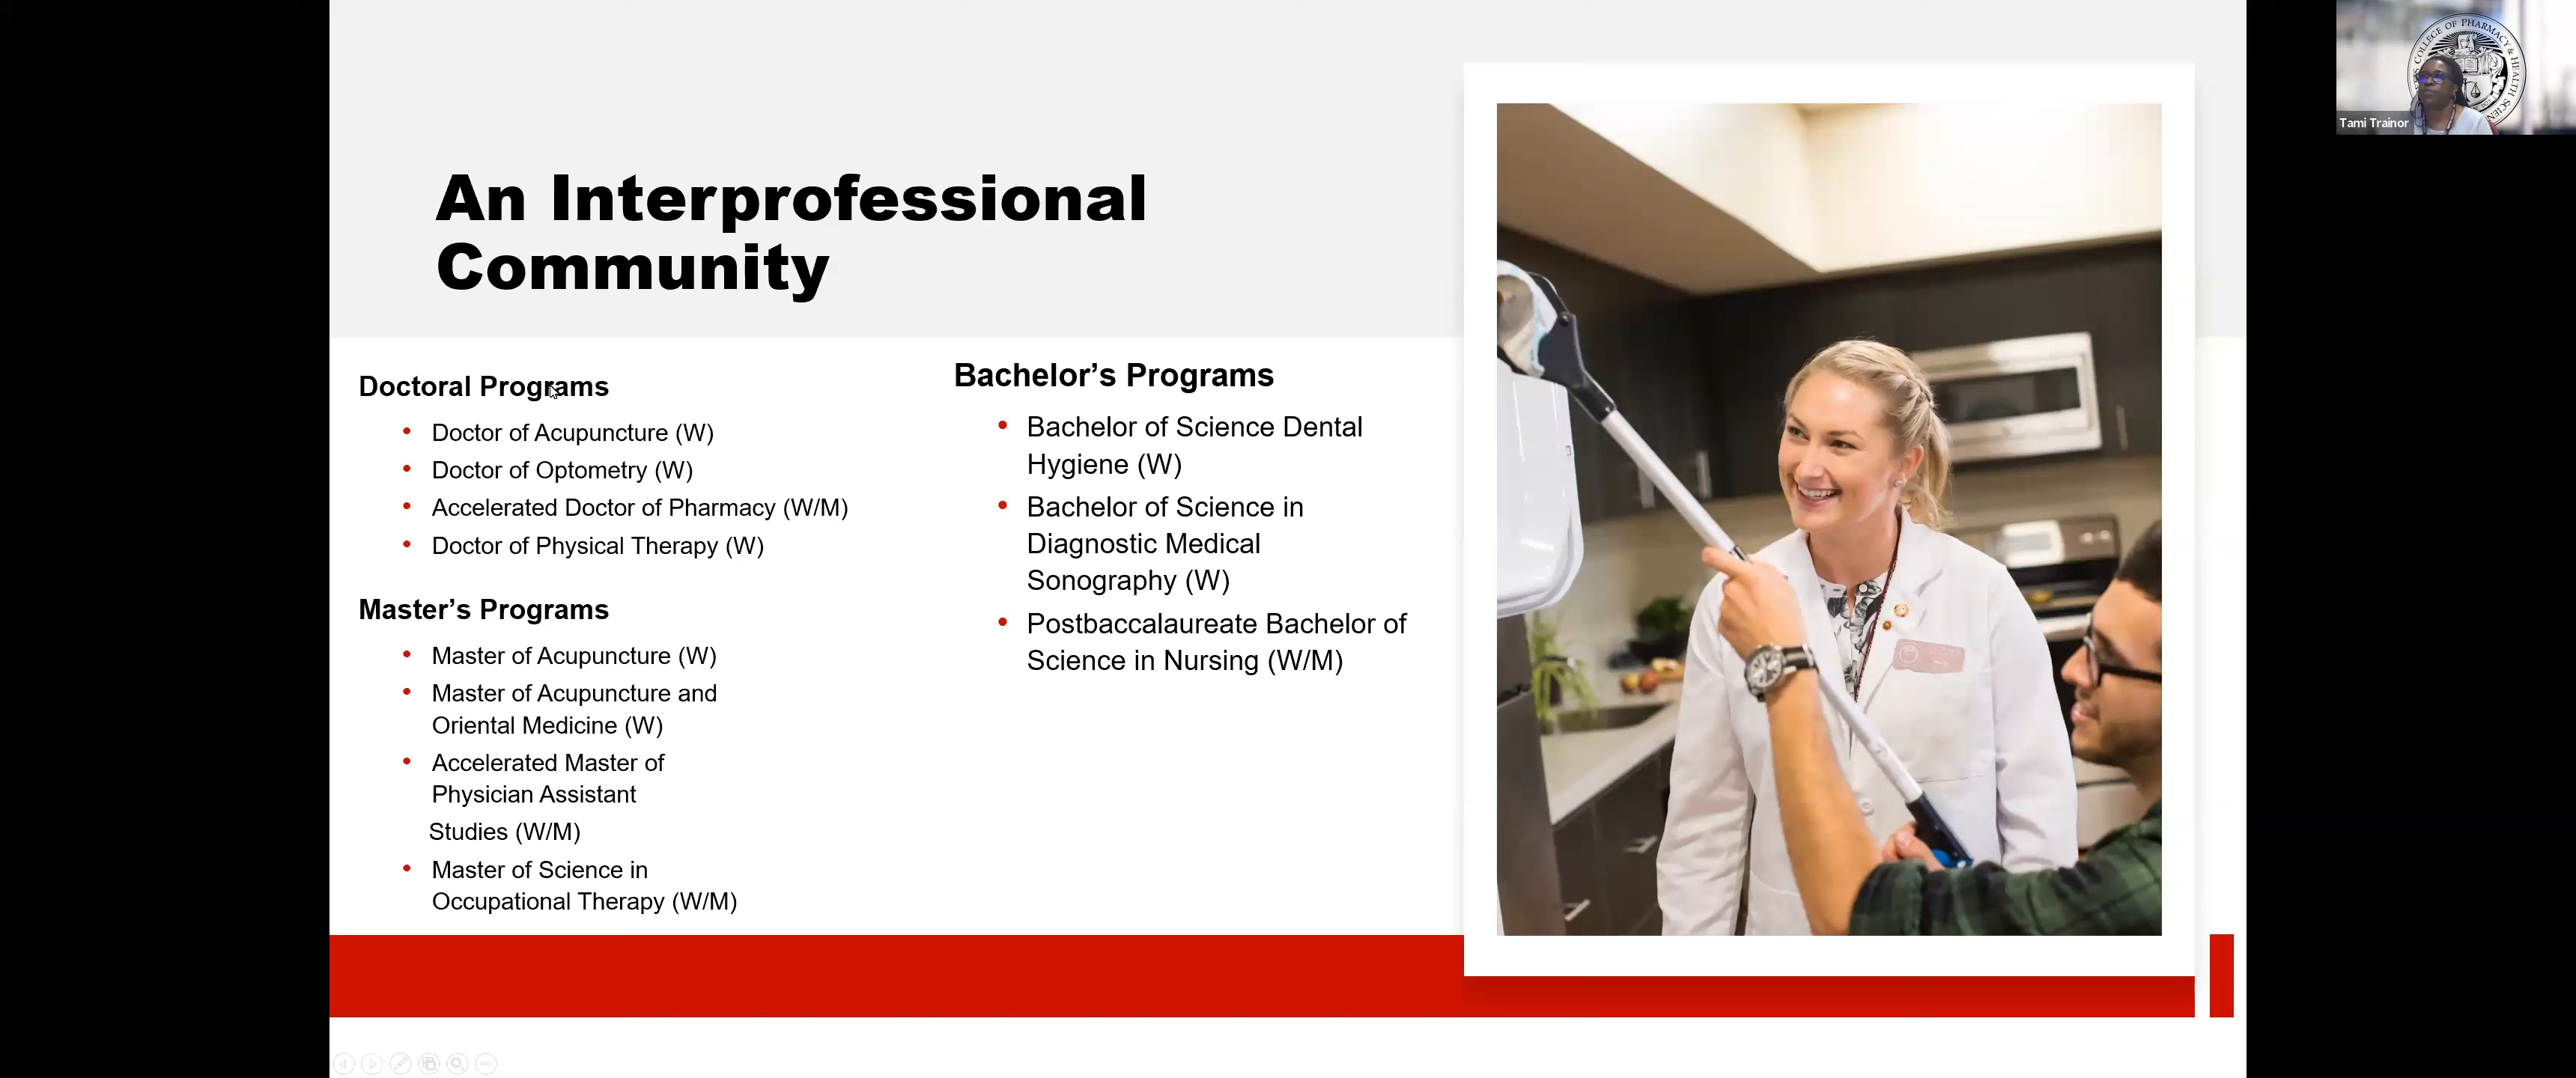 An Interprofessional
Community
Doctoral Programs
• Doctor of Acupuncture (W)
• Doctor of Optometry (W)
• Accelerated Doctor of Pharmacy (W/M)
• Doctor of Physical Therapy (W)
Master’s Programs
• Master of Acupuncture (W)
• Master of Acupuncture and
Oriental Medicine (W)
• Accelerated Master of
Physician Assistant
Studies (W/M)
• Master of Science in
Occupational Therapy (W/M)
Bachelor’s Programs
• Bachelor of Science Dental
Hygiene (W)
• Bachelor of Science in
Diagnostic Medical
Sonography (W)
• Postbaccalaureate Bachelor of
Science in Nursing (W/M)
COLLEGE OF PHARMACY & HEALTH
Tami Trainor